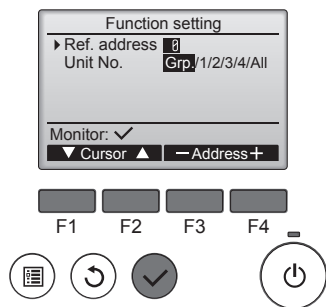 Function setting
Ref. address 0
Unit No. Grp./1/2/3/4/All
Monitor: ✓
▼ Cursor ▲ −Address+
F1 F2 F3 F4